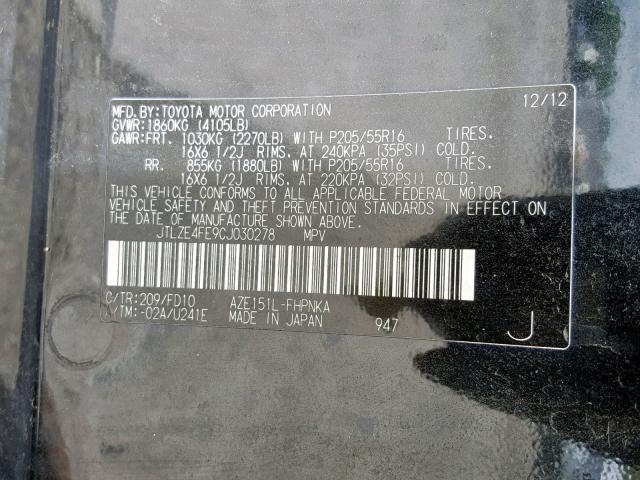 MFD. BY: TOYOTA MOTOR CORPORATION 12/12
GVWR: 1860KG (4105LB)
GAWR: FRT. 1030KG (2270LB) WITH P205/55R16 TIRES.
16X6 1/2J RIMS. AT 240KPA (35PSI) COLD.
RR. 855KG (1880LB) WITH P205/55R16 TIRES.
16X6 1/2J RIMS. AT 220KPA (32PSI) COLD.
THIS VEHICLE CONFORMS TO ALL APPLICABLE FEDERAL MOTOR
VEHICLE SAFETY AND THEFT PREVENTION STANDARDS IN EFFECT ON
THE DATE OF MANUFACTURE SHOWN ABOVE.
JTLZE4FE9CJ030278 MPV
C/TR: 209/FD10 AZE151L-FHPNKA
A/TM: -02A/U241E MADE IN JAPAN 947 J